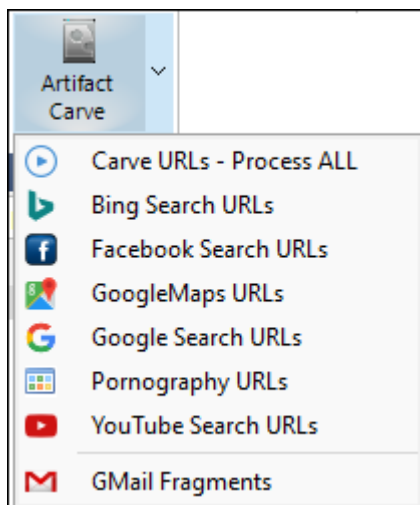 Artifact
Carve
Carve URLs - Process ALL
Bing Search URLs
Facebook Search URLs
GoogleMaps URLs
Google Search URLs
Pornography URLs
YouTube Search URLs
GMail Fragments